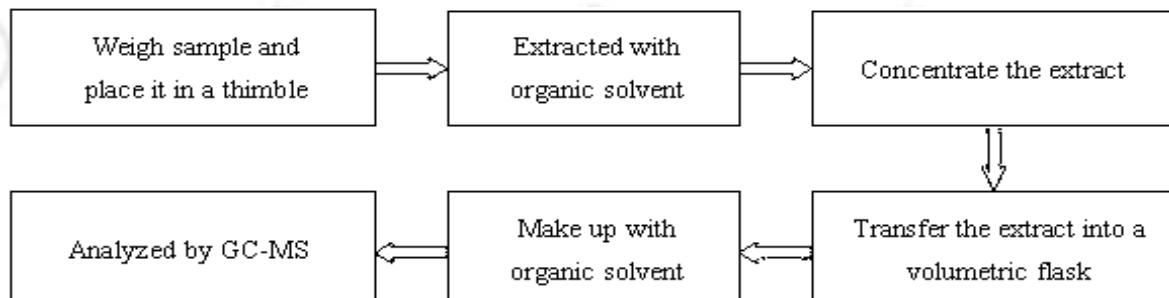 Weigh sample and
place it in a thimble
Extracted with
organic solvent
Concentrate the extract
Transfer the extract into a
volumetric flask
Make up with
organic solvent
Analyzed by GC-MS